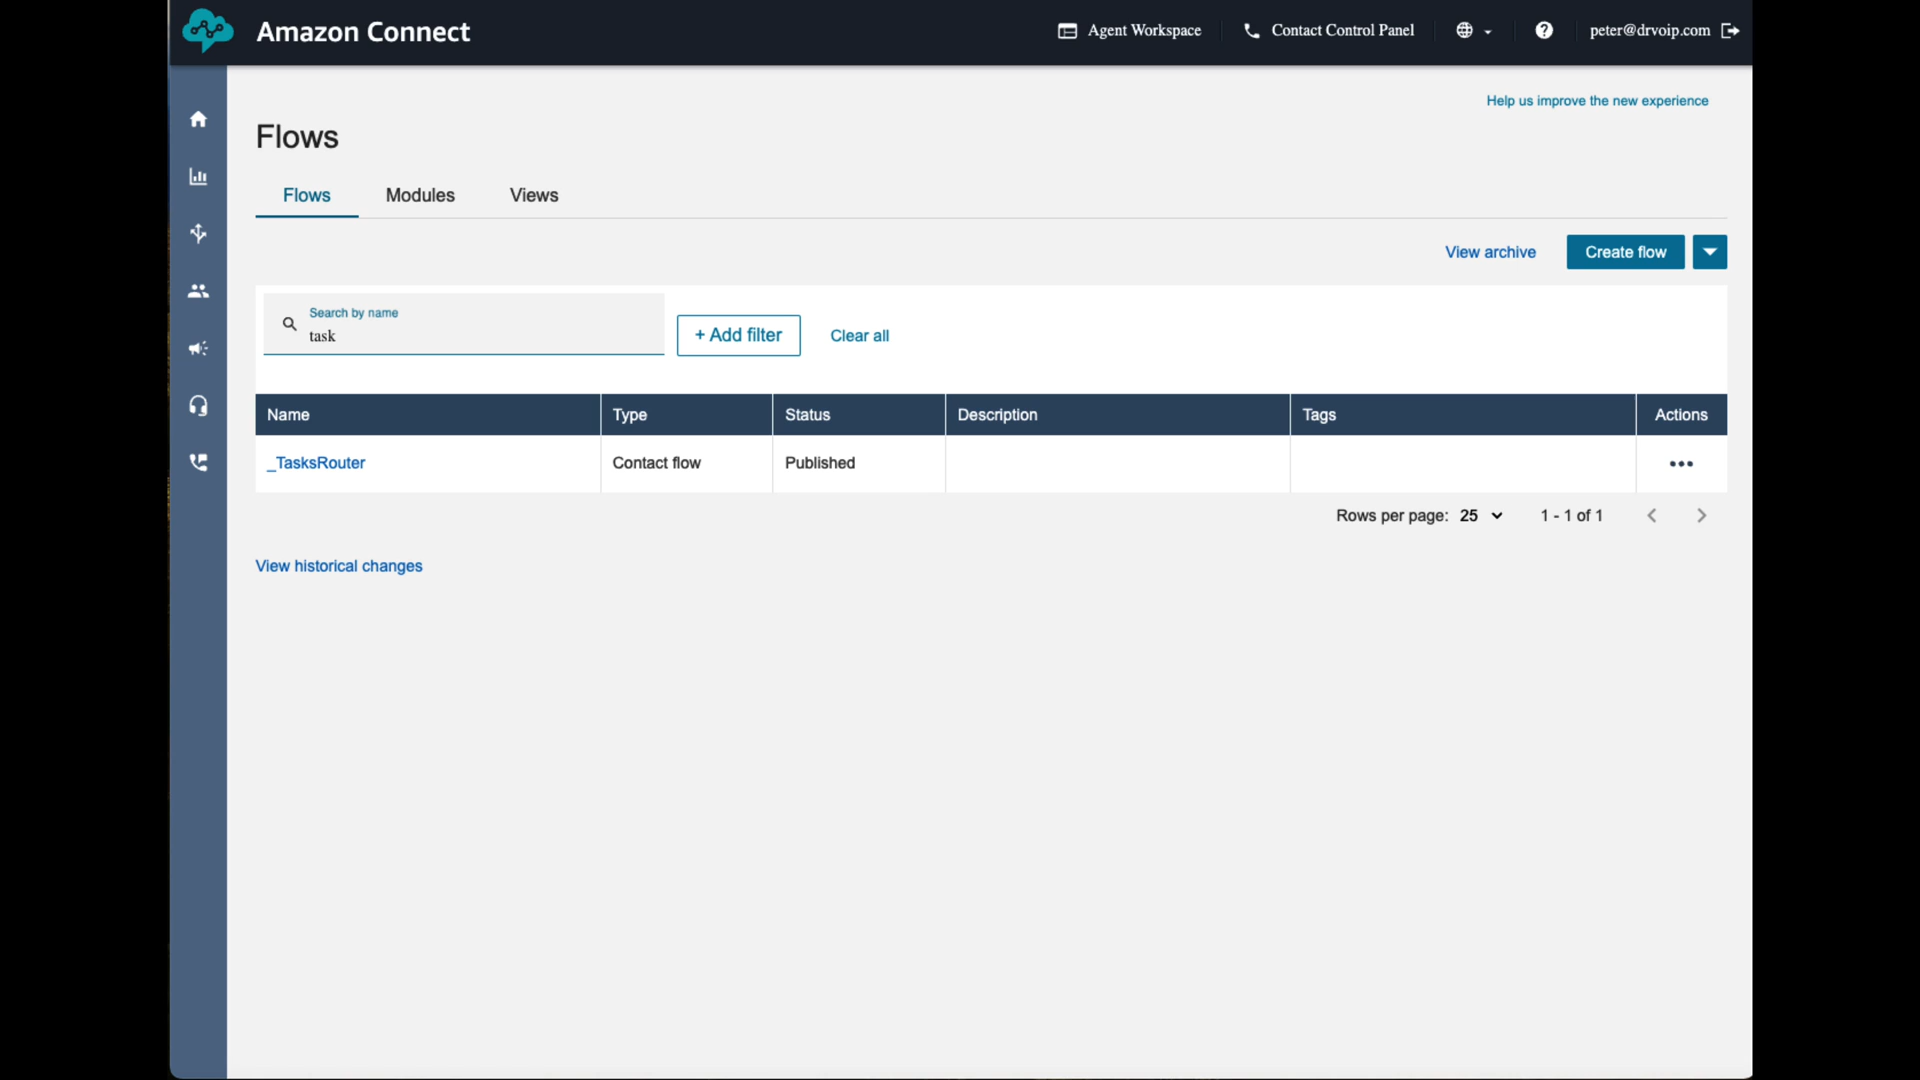 Amazon Connect
Agent Workspace
Contact Control Panel
peter@drvoip.com
Help us improve the new experience
Flows
Flows Modules Views
View archive
Create flow
Search by name
task
+ Add filter
Clear all
Name Type Status Description Tags Actions
_TasksRouter Contact flow Published
Rows per page: 25 1 - 1 of 1
View historical changes